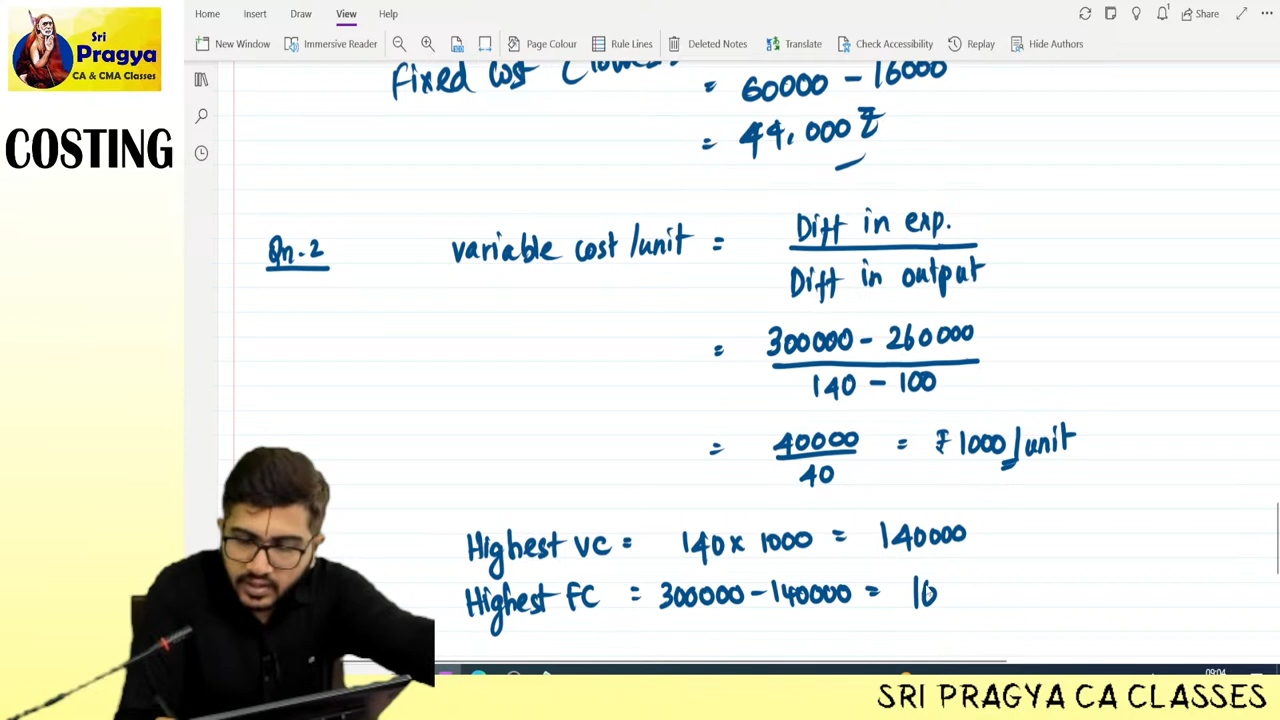 Home Insert Draw View Help
Share
New Window Immersive Reader Page Colour Rule Lines Deleted Notes Translate Check Accessibility Replay Hide Authors
Sri
Pragya
CA & CMA Classes
COSTING
Fixed cost
= 60000 - 16000
= 44,000 ₹
Qn.2 variable cost /unit = Diff in exp.
Diff in output
= 300000 - 260000
140 - 100
= 40000 = ₹ 1000/unit
40
Highest VC = 140 x 1000 = 140000
Highest FC = 300000 - 140000 = 16
09:04
SRI PRAGYA CA CLASSES